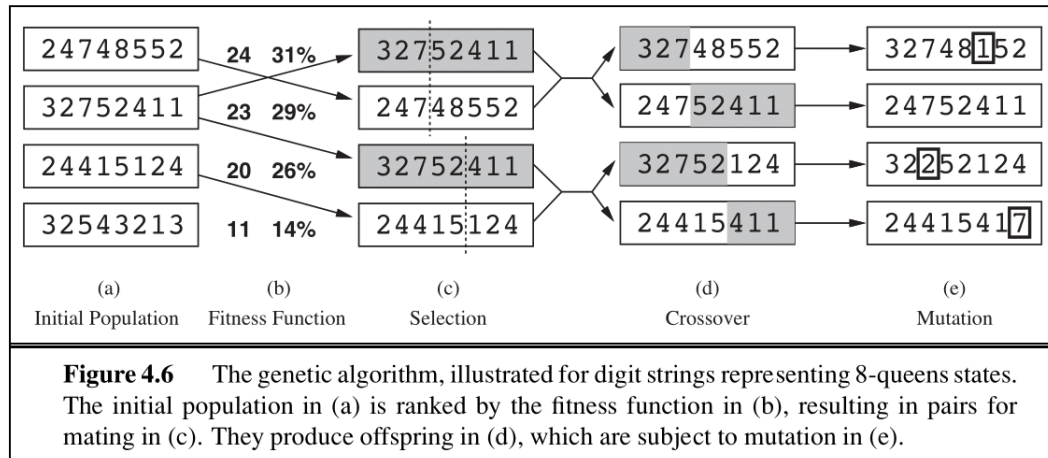 24748552 24 31% 32752411 32748552 32748152
32752411 23 29% 24748552 24752411 24752411
24415124 20 26% 32752411 32752124 32252124
32543213 11 14% 24415124 24415411 24415417
(a) (b) (c) (d) (e)
Initial Population Fitness Function Selection Crossover Mutation
Figure 4.6 The genetic algorithm, illustrated for digit strings representing 8-queens states.
The initial population in (a) is ranked by the fitness function in (b), resulting in pairs for
mating in (c). They produce offspring in (d), which are subject to mutation in (e).